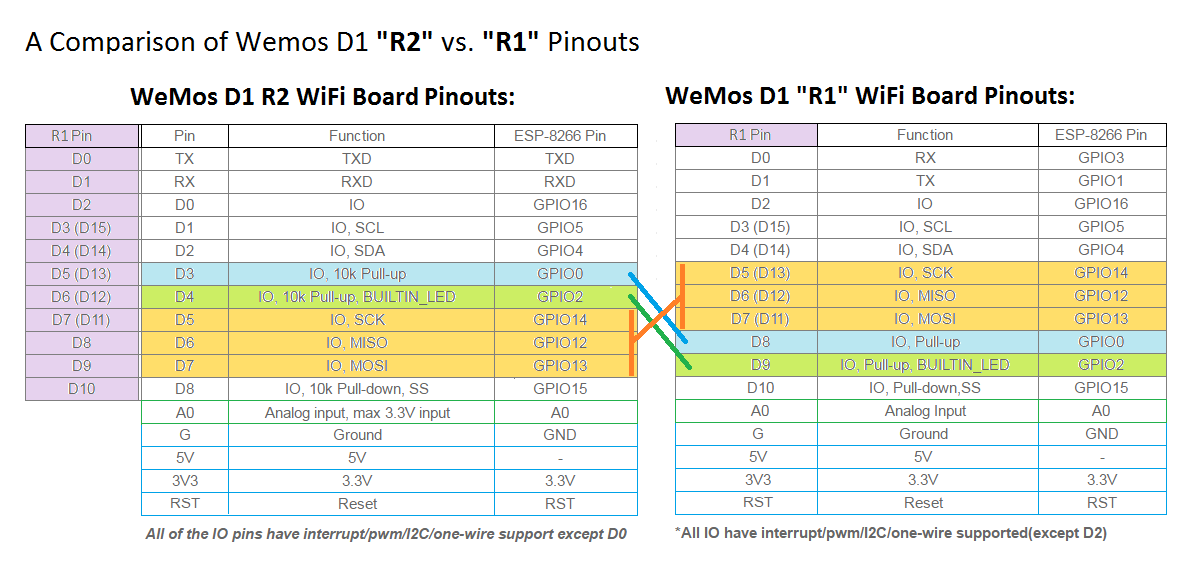 A Comparison of Wemos D1 "R2" vs. "R1" Pinouts
WeMos D1 R2 WiFi Board Pinouts:
R1 Pin Pin Function ESP-8266 Pin
D0 TX TXD TXD
D1 RX RXD RXD
D2 D0 IO GPIO16
D3 (D15) D1 IO, SCL GPIO5
D4 (D14) D2 IO, SDA GPIO4
D5 (D13) D3 IO, 10k Pull-up GPIO0
D6 (D12) D4 IO, 10k Pull-up, BUILTIN_LED GPIO2
D7 (D11) D5 IO, SCK GPIO14
D8 D6 IO, MISO GPIO12
D9 D7 IO, MOSI GPIO13
D10 D8 IO, 10k Pull-down, SS GPIO15
A0 Analog input, max 3.3V input A0
G Ground GND
5V 5V -
3V3 3.3V 3.3V
RST Reset RST
All of the IO pins have interrupt/pwm/I2C/one-wire support except D0
WeMos D1 "R1" WiFi Board Pinouts:
R1 Pin Function ESP-8266 Pin
D0 RX GPIO3
D1 TX GPIO1
D2 IO GPIO16
D3 (D15) IO, SCL GPIO5
D4 (D14) IO, SDA GPIO4
D5 (D13) IO, SCK GPIO14
D6 (D12) IO, MISO GPIO12
D7 (D11) IO, MOSI GPIO13
D8 IO, Pull-up GPIO0
D9 IO, Pull-up, BUILTIN_LED GPIO2
D10 IO, Pull-down,SS GPIO15
A0 Analog Input A0
G Ground GND
5V 5V -
3V3 3.3V 3.3V
RST Reset RST
*All IO have interrupt/pwm/I2C/one-wire supported(except D2)